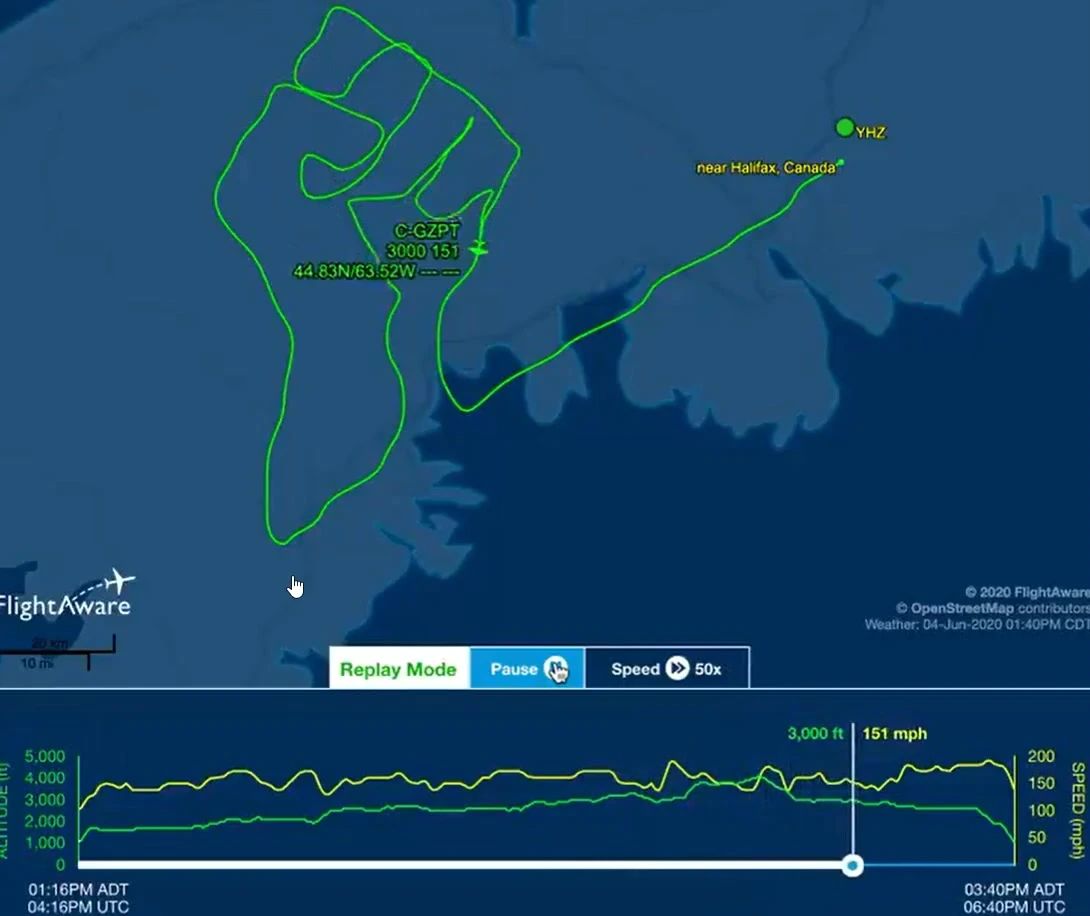 YHZ
near Halifax, Canada
C-GZPT
3000 151
44.83N/63.52W --- ---
FlightAware
20 km
10 mi
© 2020 FlightAware
© OpenStreetMap contributors
Weather: 04-Jun-2020 01:40PM CDT
Replay Mode Pause Speed 50x
3,000 ft 151 mph
5,000
4,000
3,000
2,000
1,000
0
ALTITUDE (ft)
200
150
100
50
0
SPEED (mph)
01:16PM ADT
04:16PM UTC
03:40PM ADT
06:40PM UTC